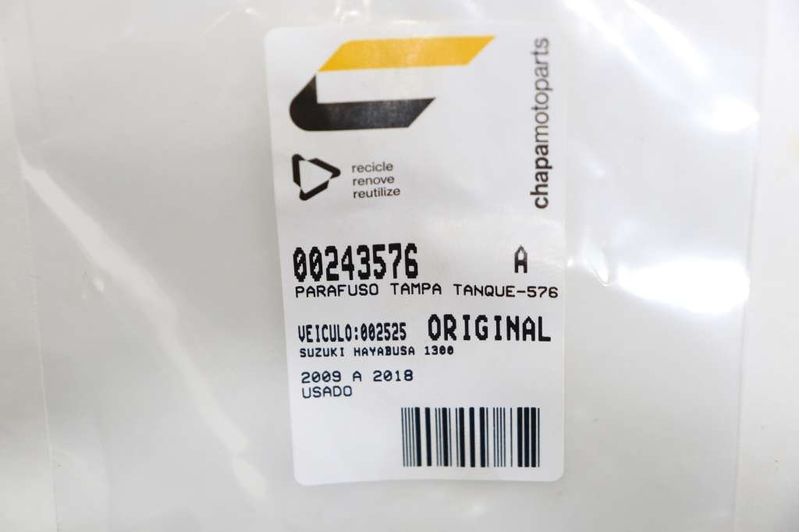 chapamotoparts
recicle
renove
reutilize
00243576 A
PARAFUSO TAMPA TANQUE-576
VEICULO:002525 ORIGINAL
SUZUKI HAYABUSA 1300
2009 A 2018
USADO